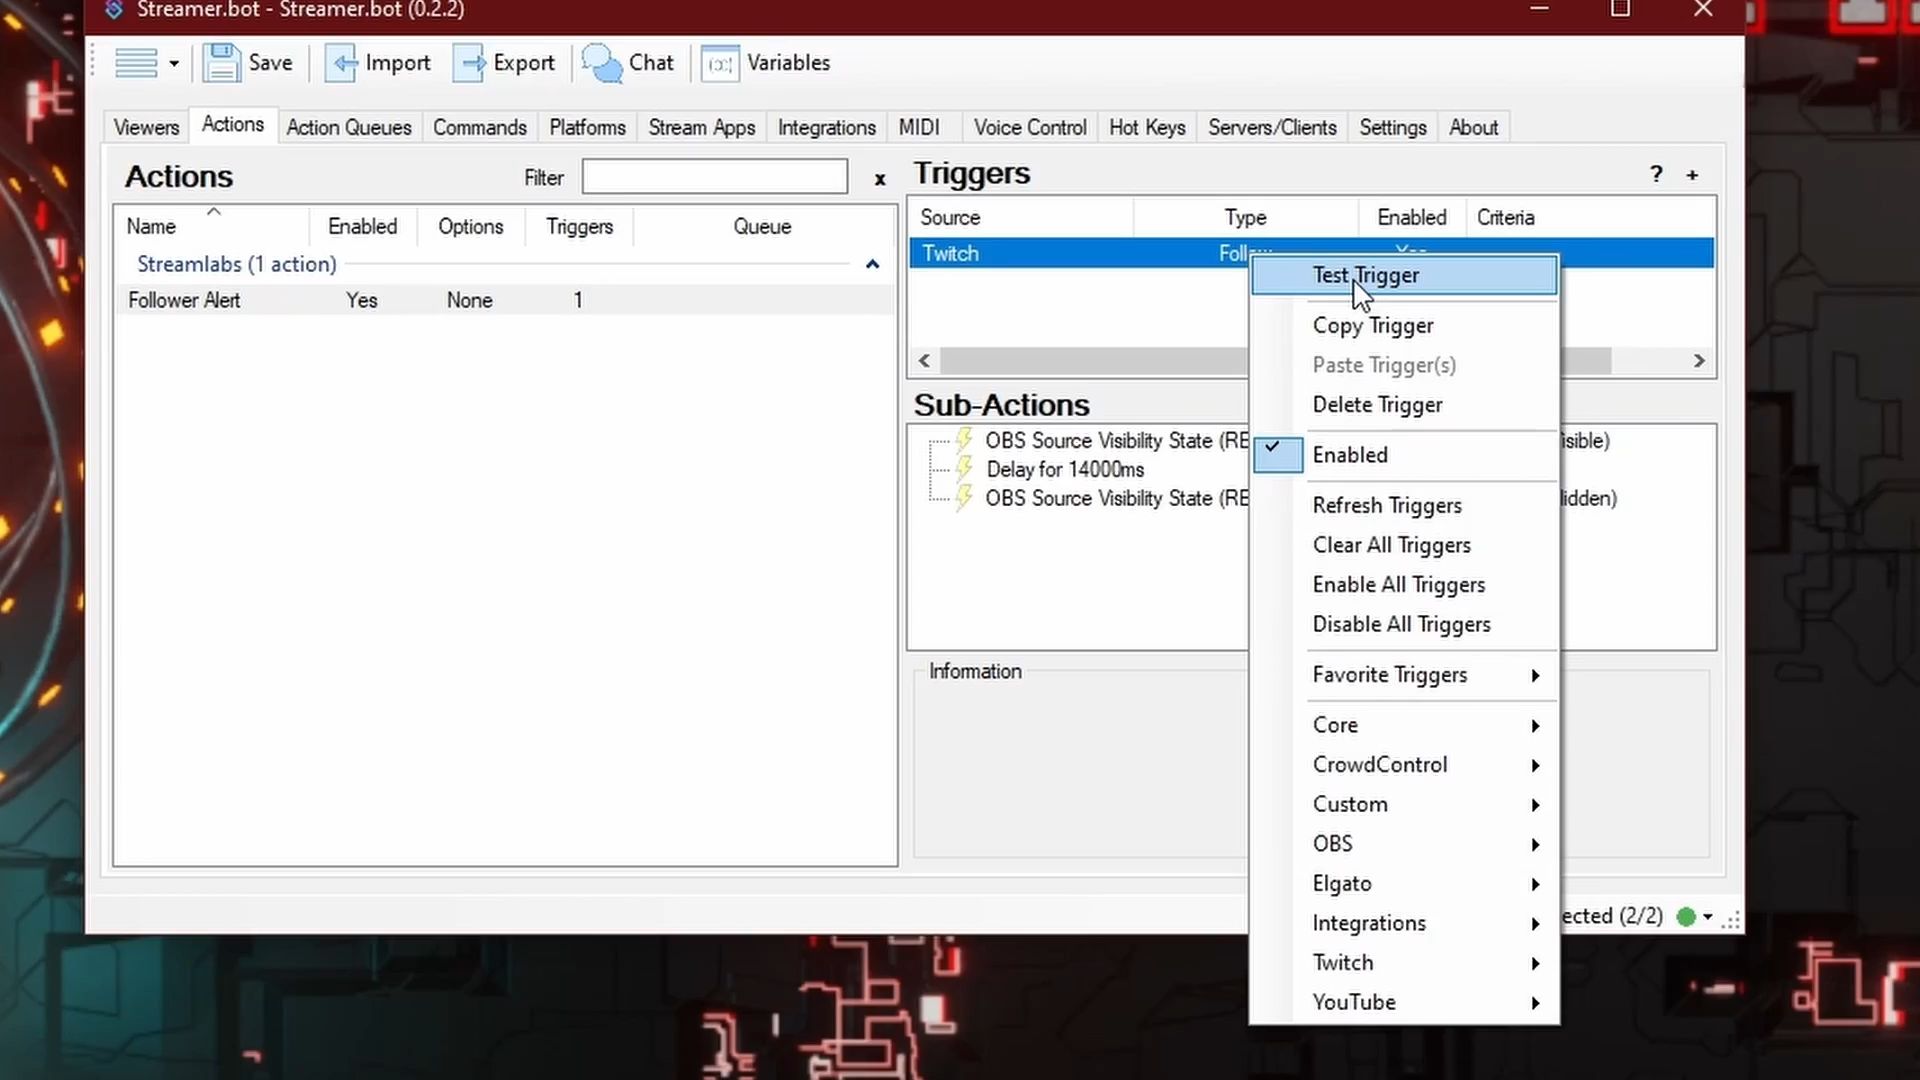 Streamer.bot - Streamer.bot (0.2.2)
Save Import Export Chat Variables
Viewers Actions Action Queues Commands Platforms Stream Apps Integrations MIDI Voice Control Hot Keys Servers/Clients Settings About
Actions Filter x
Name Enabled Options Triggers Queue
Streamlabs (1 action)
Follower Alert Yes None 1
Triggers ? +
Source Type Enabled Criteria
Twitch
Sub-Actions
OBS Source Visibility State (RE isible)
Delay for 14000ms
OBS Source Visibility State (RE idden)
Information
Test Trigger
Copy Trigger
Paste Trigger(s)
Delete Trigger
Enabled
Refresh Triggers
Clear All Triggers
Enable All Triggers
Disable All Triggers
Favorite Triggers
Core
CrowdControl
Custom
OBS
Elgato
Integrations
Twitch
YouTube
ected (2/2)